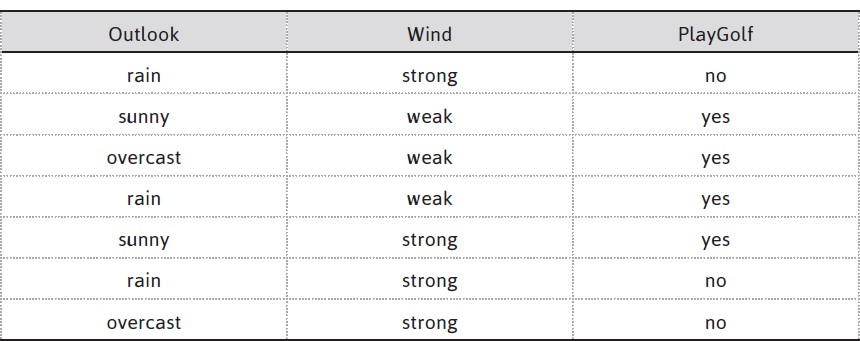 Outlook Wind PlayGolf
rain strong no
sunny weak yes
overcast weak yes
rain weak yes
sunny strong yes
rain strong no
overcast strong no